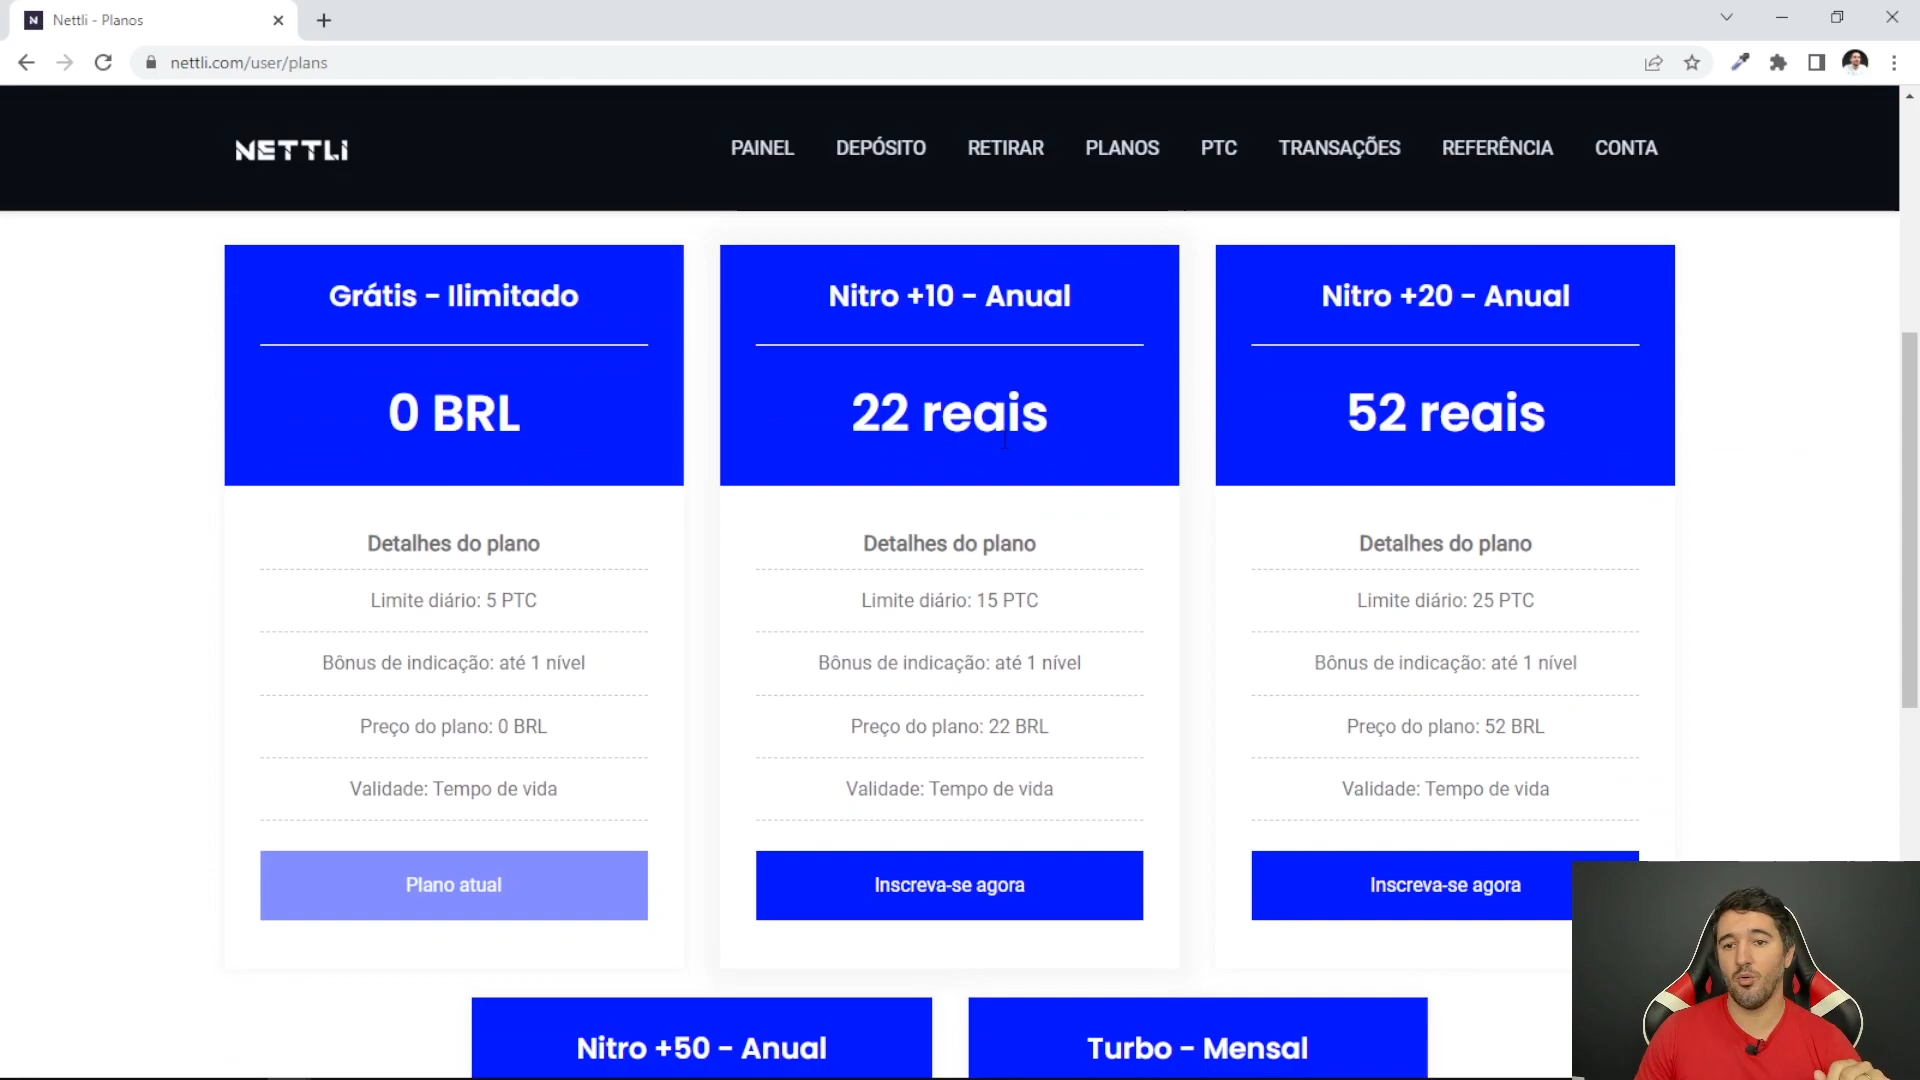 Nettli - Planos
nettli.com/user/plans
NETTLI
PAINEL
DEPÓSITO
RETIRAR
PLANOS
PTC
TRANSAÇÕES
REFERÊNCIA
CONTA
Grátis - Ilimitado
0 BRL
Detalhes do plano
Limite diário: 5 PTC
Bônus de indicação: até 1 nível
Preço do plano: 0 BRL
Validade: Tempo de vida
Plano atual
Nitro +10 - Anual
22 reais
Detalhes do plano
Limite diário: 15 PTC
Bônus de indicação: até 1 nível
Preço do plano: 22 BRL
Validade: Tempo de vida
Inscreva-se agora
Nitro +20 - Anual
52 reais
Detalhes do plano
Limite diário: 25 PTC
Bônus de indicação: até 1 nível
Preço do plano: 52 BRL
Validade: Tempo de vida
Inscreva-se agora
Nitro +50 - Anual
Turbo - Mensal